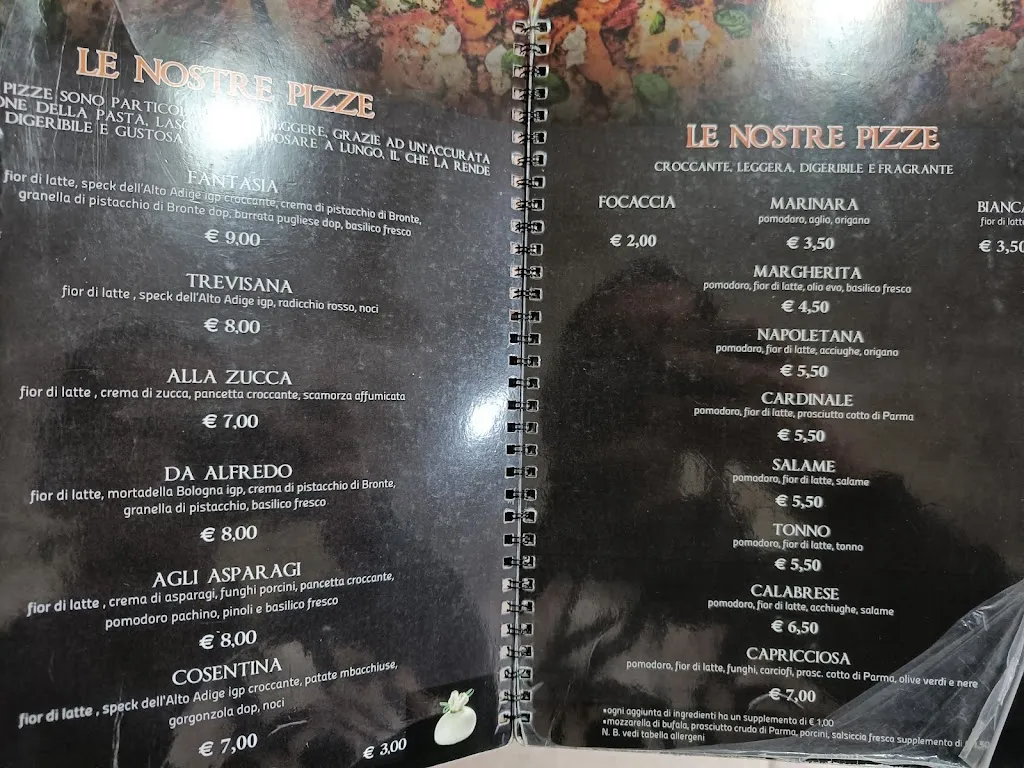 LE NOSTRE PIZZE
PIZZE SONO
DELLA PASTA, GRAZIE AD UN'ACCURATA
DIGERIBILE E GUSTOSA A LUNGO, IL CHE LA RENDE
FANTASIA
fior di latte, speck dell'Alto Adige igp croccante, crema di pistacchio di Bronte,
granella di pistacchio di Bronte dop, burrata pugliese dop, basilico fresco
€ 9,00
TREVISANA
fior di latte , speck dell'Alto Adige igp, radicchio rosso, noci
€ 8,00
ALLA ZUCCA
fior di latte , crema di zucca, pancetta croccante, scamorza affumicata
€ 7,00
DA ALFREDO
fior di latte, mortadella Bologna igp, crema di pistacchio di Bronte,
granella di pistacchio, basilico fresco
€ 8,00
AGLI ASPARAGI
fior di latte , crema di asparagi, funghi porcini, pancetta croccante,
pomodoro pachino, pinoli e basilico fresco
€ 8,00
COSENTINA
fior di latte , speck dell'Alto Adige igp croccante, patate mbacchiuse,
gorgonzola dop, noci
€ 7,00
€ 3,00
LE NOSTRE PIZZE
CROCCANTE, LEGGERA, DIGERIBILE E FRAGRANTE
FOCACCIA
€ 2,00
MARINARA
pomodoro, aglio, origano
€ 3,50
BIANCA
fior di latte
€ 3,50
MARGHERITA
pomodoro, fior di latte, olio evo, basilico fresco
€ 4,50
NAPOLETANA
pomodoro, fior di latte, acciughe, origano
€ 5,50
CARDINALE
pomodoro, fior di latte, prosciutto cotto di Parma
€ 5,50
SALAME
pomodoro, fior di latte, salame
€ 5,50
TONNO
pomodoro, fior di latte, tonno
€ 5,50
CALABRESE
pomodoro, fior di latte, acchiughe, salame
€ 6,50
CAPRICCIOSA
pomodoro, fior di latte, funghi, carciofi, prosc. cotto di Parma, olive verdi e nere
€ 7,00
•ogni aggiunta di ingredienti ha un supplemento di € 1,00
•mozzarella di bufala, prosciutto crudo di Parma, porcini, salsiccia fresca supplemento di
N. B. vedi tabella allergeni